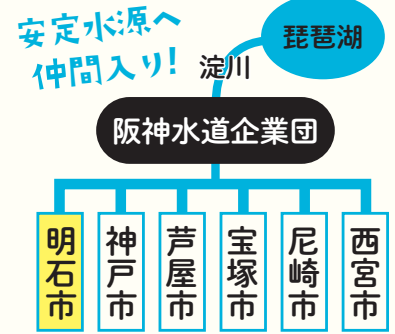 安定水源へ
仲間入り!
琵琶湖
淀川
阪神水道企業団
明石市
神戸市
芦屋市
宝塚市
尼崎市
西宮市